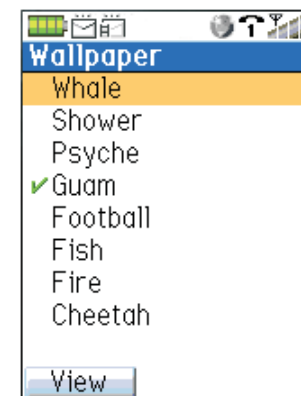 Wallpaper
Whale
Shower
Psyche
Guam
Football
Fish
Fire
Cheetah
View